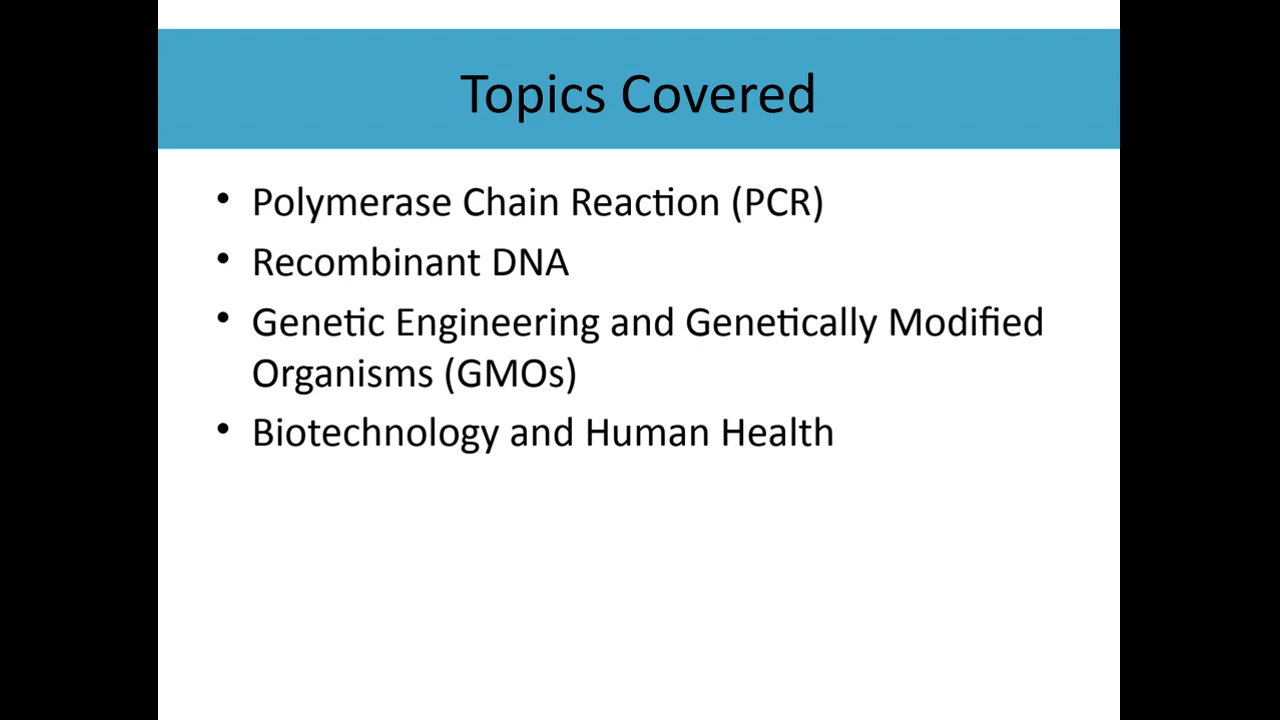 Topics Covered
• Polymerase Chain Reaction (PCR)
• Recombinant DNA
• Genetic Engineering and Genetically Modified
Organisms (GMOs)
• Biotechnology and Human Health